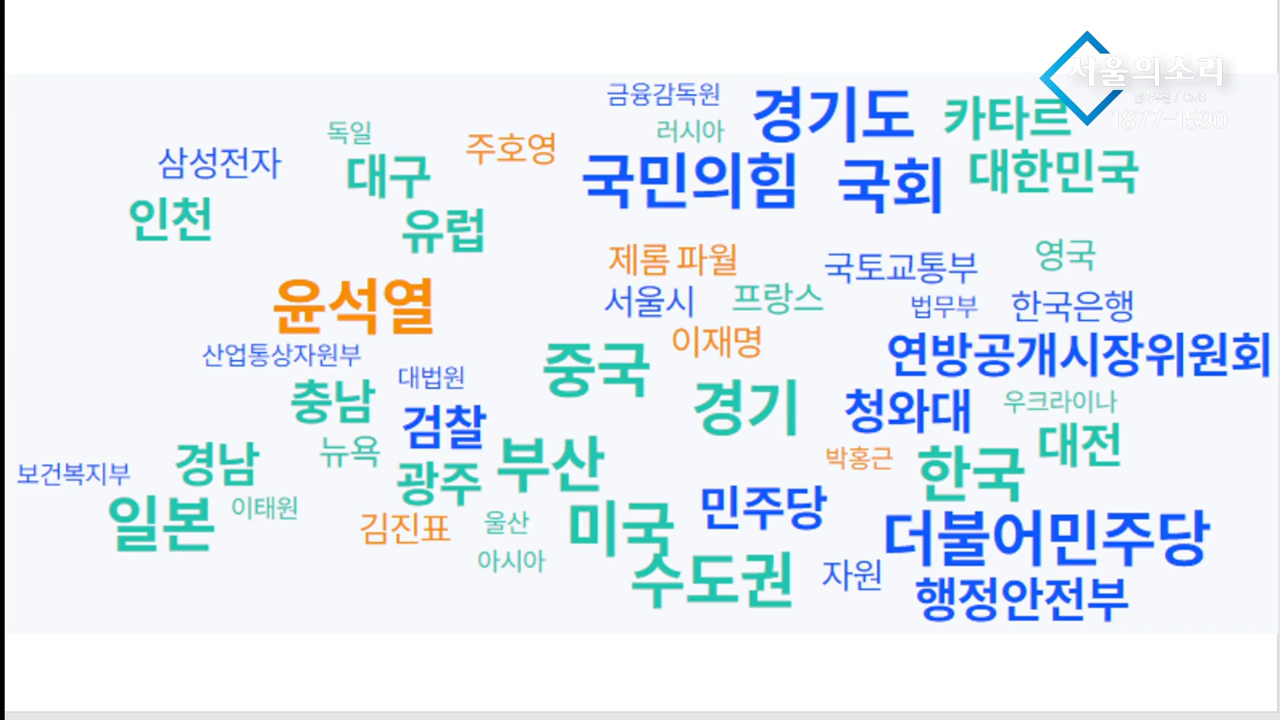 서울의소리
1877-1590
금융감독원
경기도
카타르
독일
러시아
삼성전자
대구
주호영
국민의힘
국회
대한민국
인천
유럽
제롬 파월
국토교통부
영국
윤석열
서울시
프랑스
법무부
한국은행
이재명
산업통상자원부
대법원
중국
연방공개시장위원회
충남
검찰
경기
청와대
우크라이나
보건복지부
경남
뉴욕
광주
부산
박홍근
한국
대전
일본
이태원
김진표
울산
미국
민주당
더불어민주당
아시아
수도권
자원
행정안전부